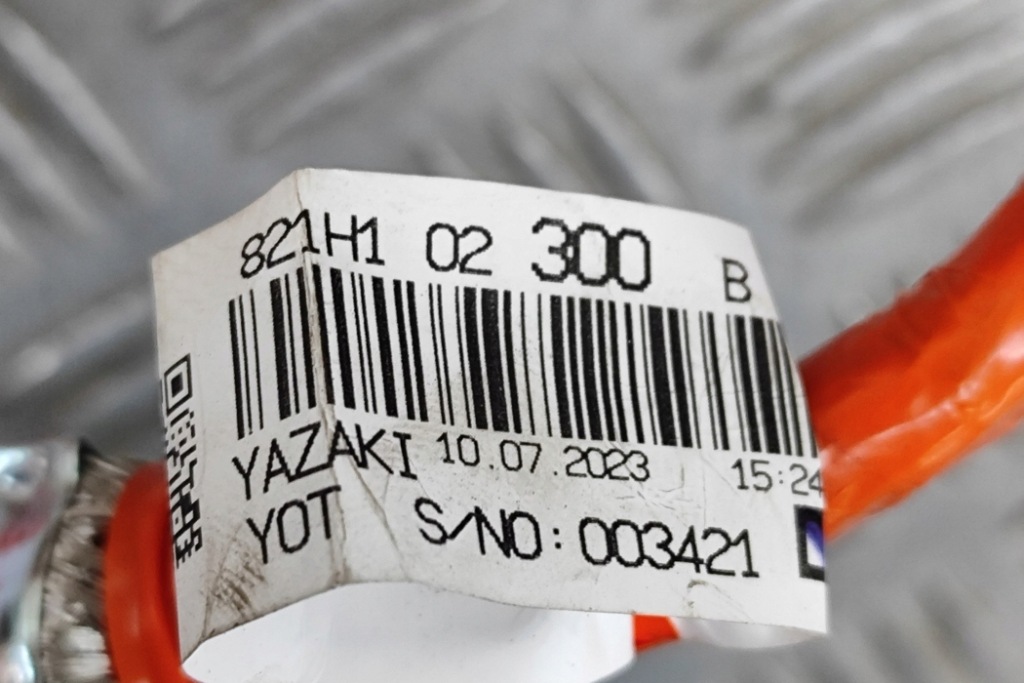 821H1 02 300 B
YAZAKI 10.07.2023 15:24
YOT S/NO: 003421